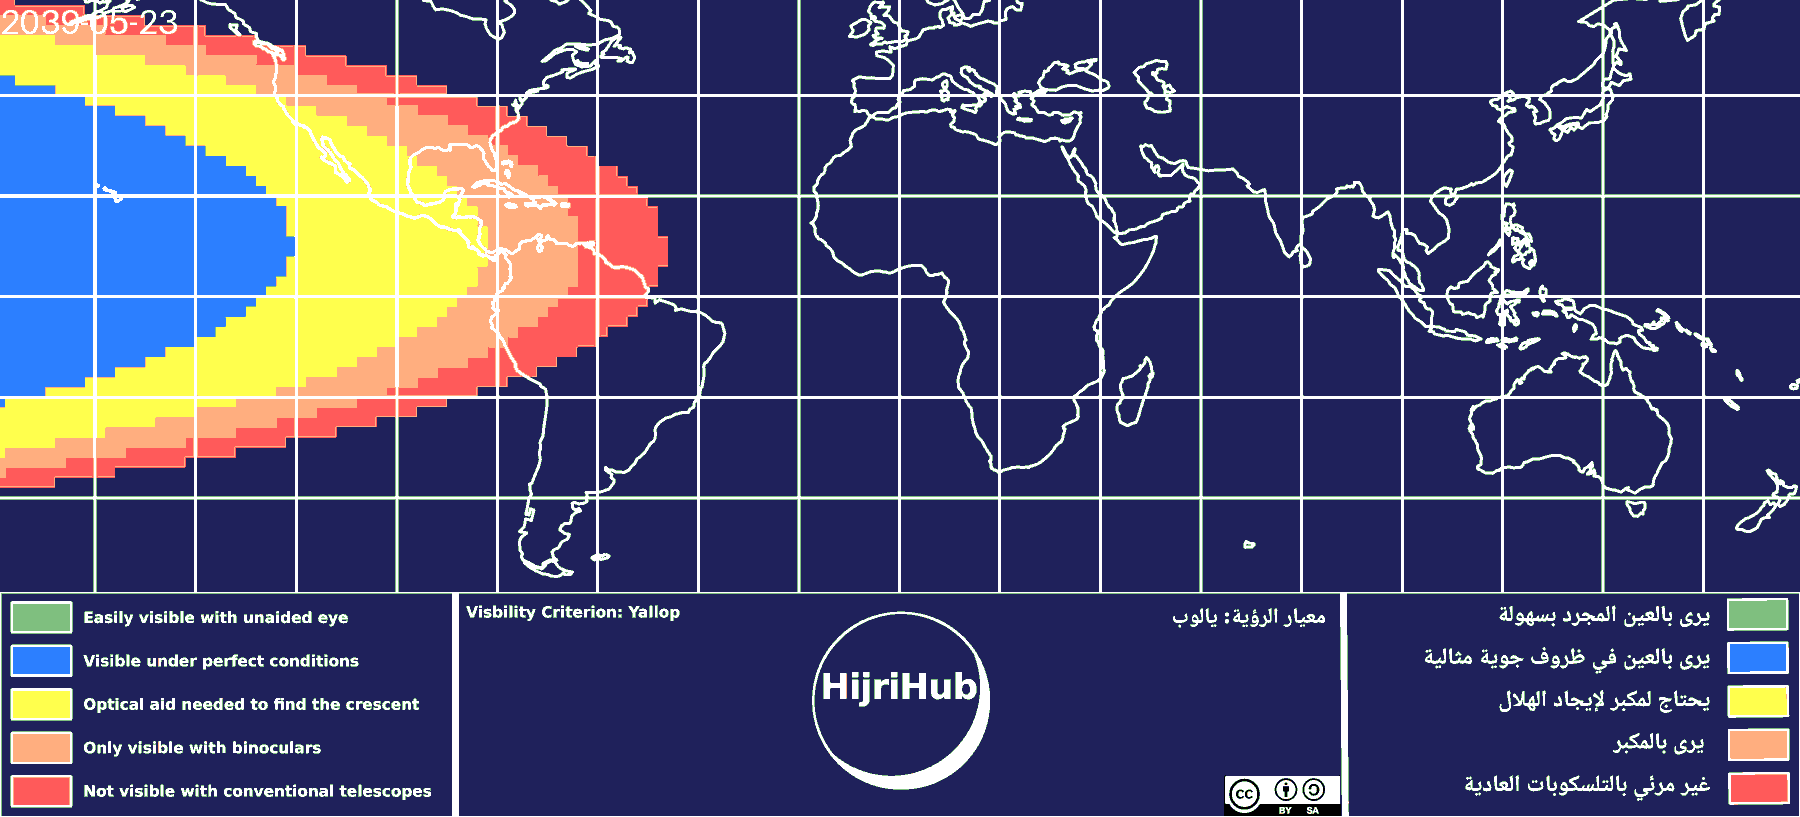 2039-05-23
Easily visible with unaided eye
Visible under perfect conditions
Optical aid needed to find the crescent
Only visible with binoculars
Not visible with conventional telescopes
Visbility Criterion: Yallop
معيار الرؤية: يالوب
HijriHub
cc
BY SA
يرى بالعين المجرد بسهولة
يرى بالعين في ظروف جوية مثالية
يحتاج لمكبر لإيجاد الهلال
يرى بالمكبر
غير مرئي بالتلسكوبات العادية